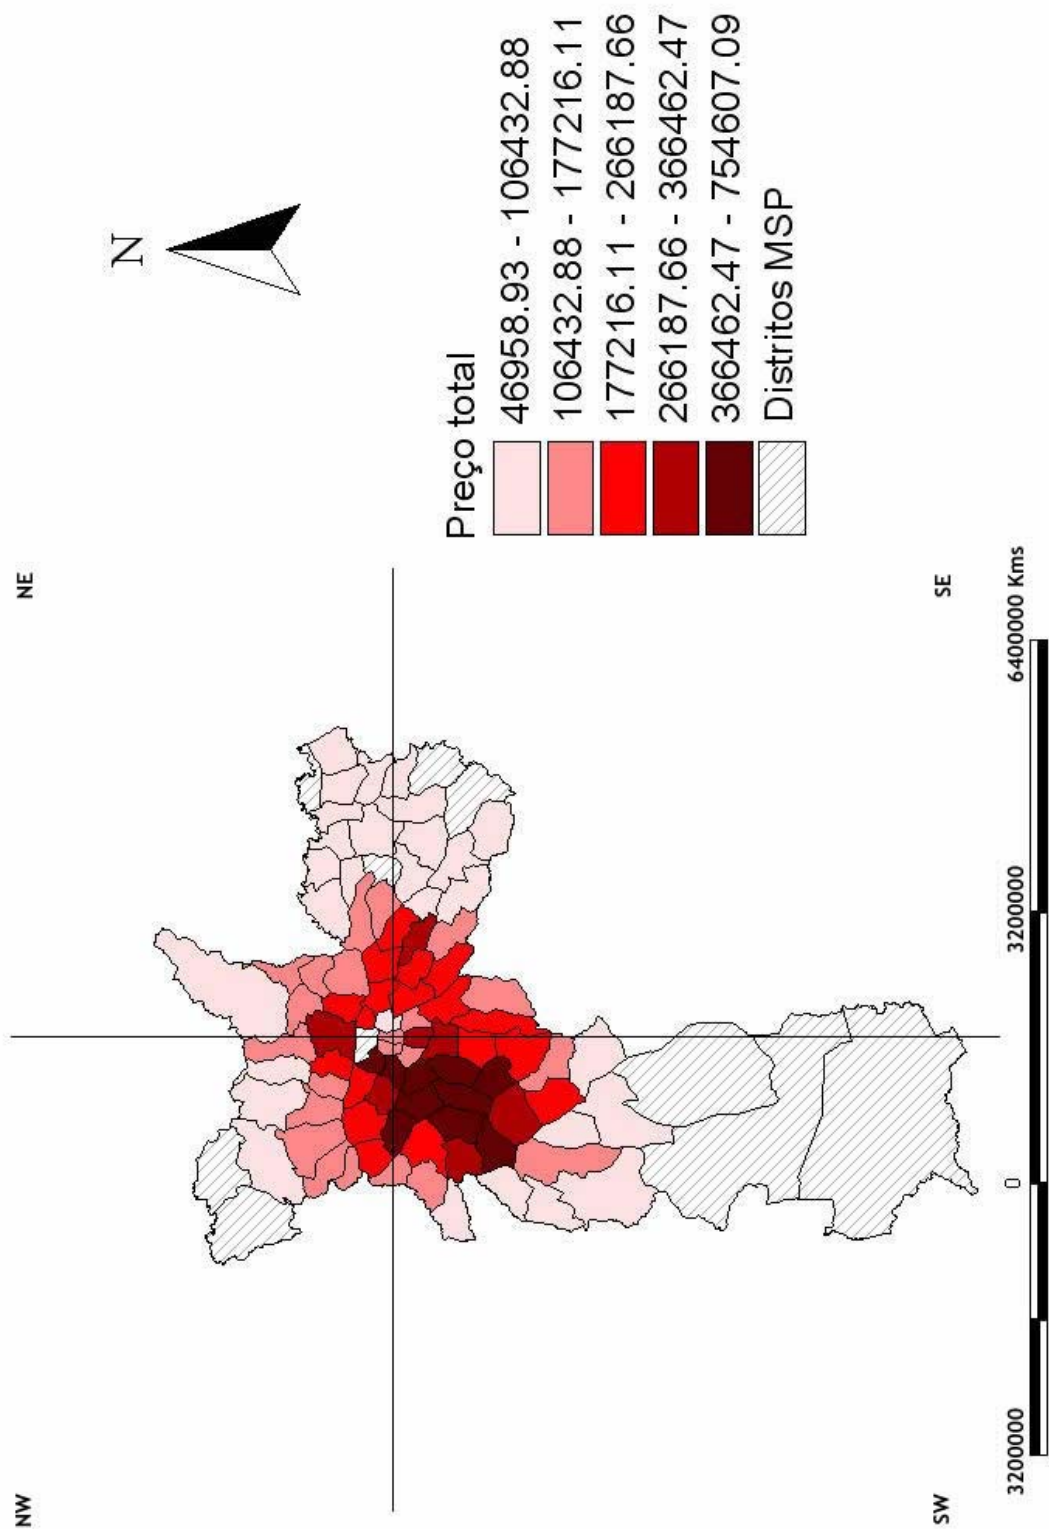 NW
NE
N
Preço total
46958.93 - 106432.88
106432.88 - 177216.11
177216.11 - 266187.66
266187.66 - 366462.47
366462.47 - 754607.09
Distritos MSP
SW
SE
3200000 0 3200000 6400000 Kms